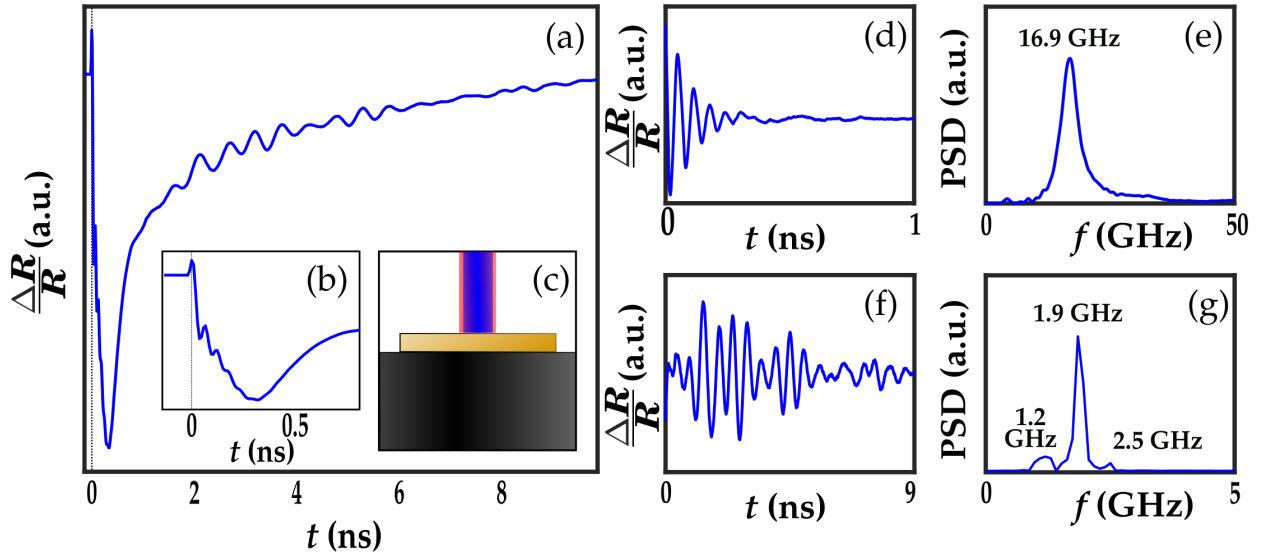 (a)
ΔR/R (a.u.)
0 2 4 6 8
t (ns)
(b)
0 0.5
t (ns)
(c)
(d)
ΔR/R (a.u.)
0 1
t (ns)
(e)
16.9 GHz
PSD (a.u.)
0 50
f (GHz)
(f)
ΔR/R (a.u.)
0 9
t (ns)
(g)
1.9 GHz
1.2
GHz
2.5 GHz
PSD (a.u.)
0 5
f (GHz)